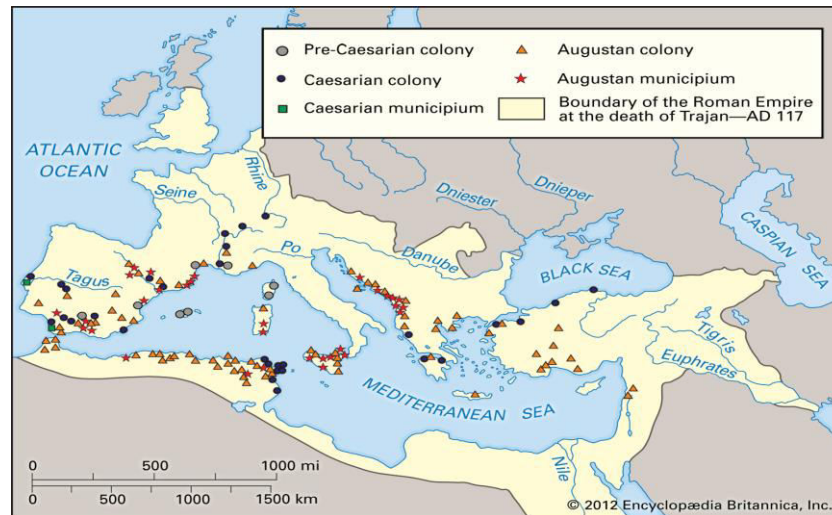 Pre-Caesarian colony
Caesarian colony
Caesarian municipium
Augustan colony
Augustan municipium
Boundary of the Roman Empire
at the death of Trajan—AD 117
ATLANTIC
OCEAN
Rhine
Seine
Dniester
Dnieper
CASPIAN SEA
Po
Danube
BLACK SEA
Tagus
Tigris
Euphrates
MEDITERRANEAN SEA
Nile
0 500 1000 mi
0 500 1000 1500 km
© 2012 Encyclopædia Britannica, Inc.